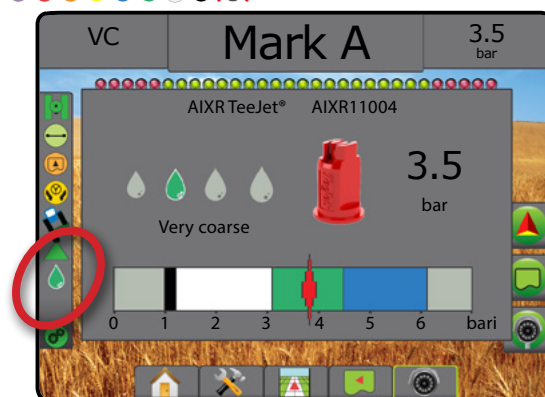 VC
Mark A
3.5
bar
AIXR TeeJet® AIXR11004
3.5
bar
Very coarse
0 1 2 3 4 5 6 bari